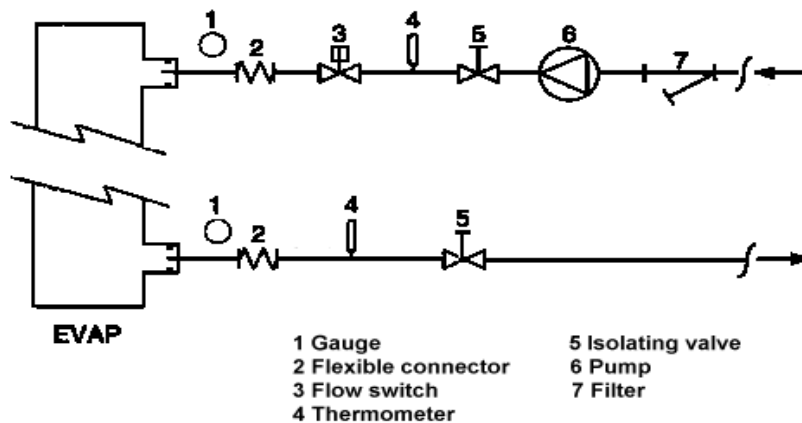 1 2 3 4 5 6 7
1 2 4 5
EVAP
1 Gauge
2 Flexible connector
3 Flow switch
4 Thermometer
5 Isolating valve
6 Pump
7 Filter